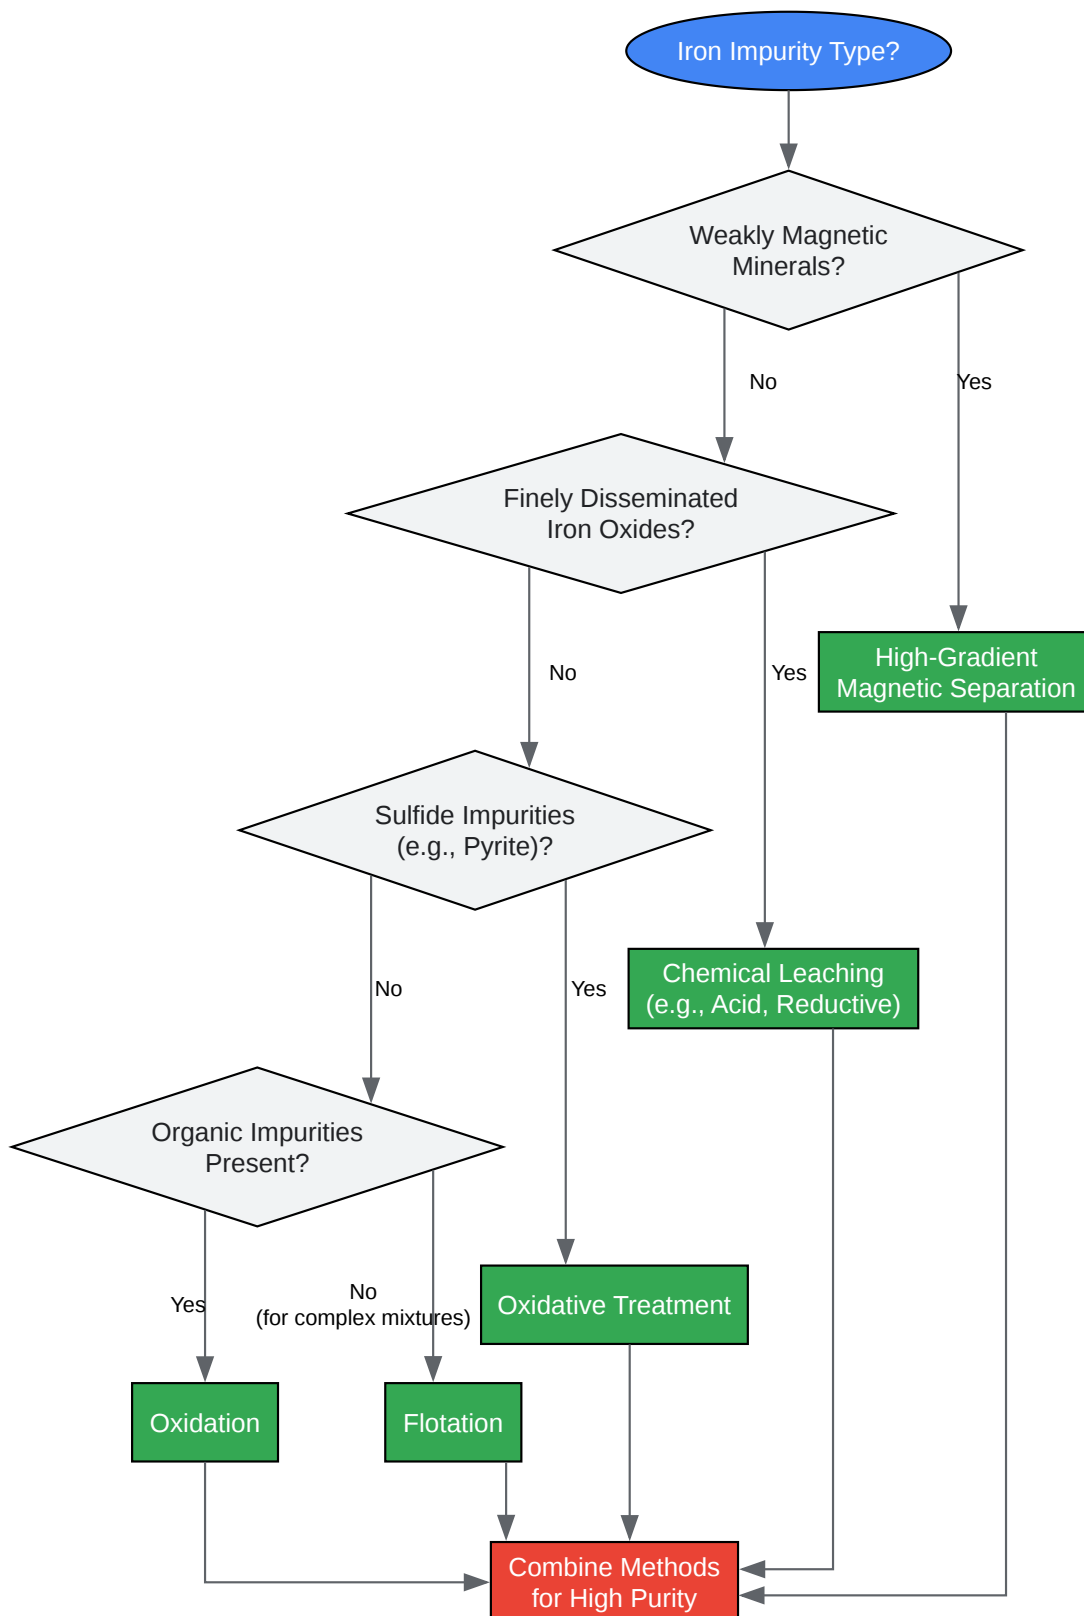 Iron Impurity Type?
Weakly Magnetic
Minerals?
No
Yes
Finely Disseminated
Iron Oxides?
No
Yes
High-Gradient
Magnetic Separation
Sulfide Impurities
(e.g., Pyrite)?
No
Yes
Chemical Leaching
(e.g., Acid, Reductive)
Organic Impurities
Present?
Yes
No
(for complex mixtures)
Oxidative Treatment
Oxidation
Flotation
Combine Methods
for High Purity